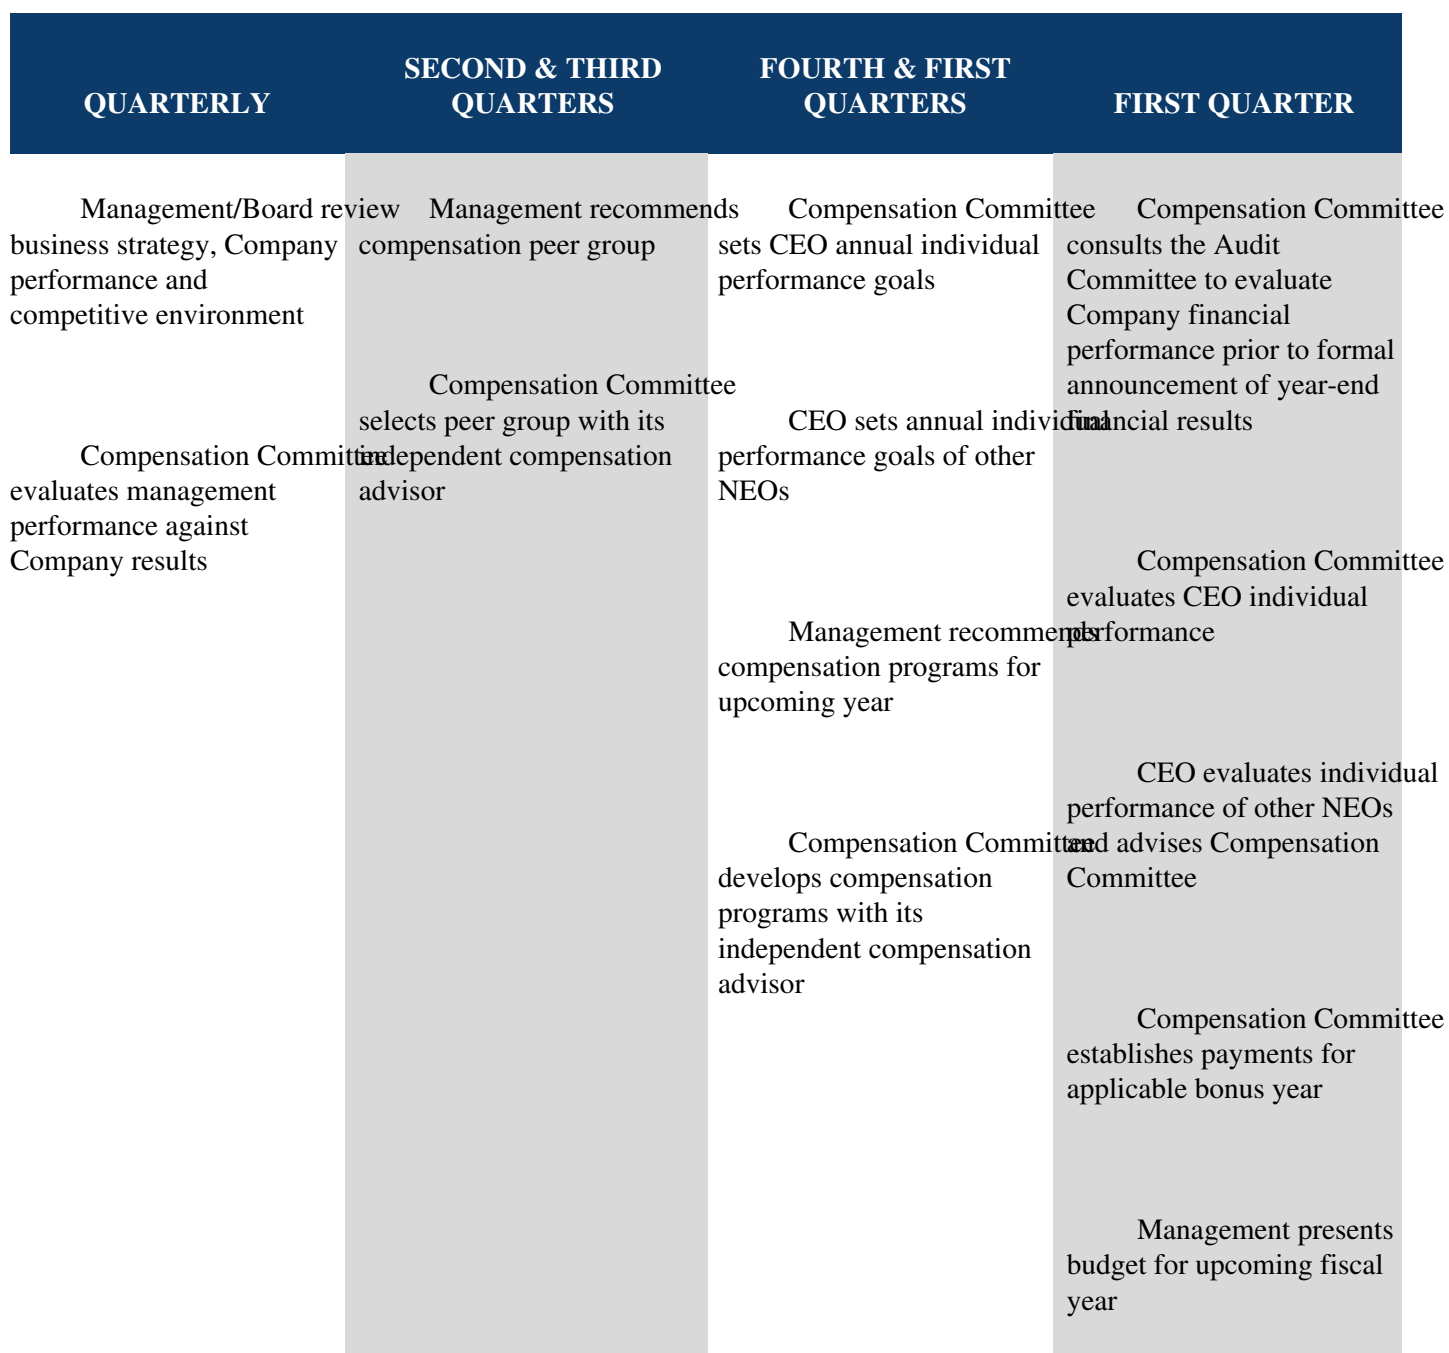 QUARTERLY
SECOND & THIRD
QUARTERS
FOURTH & FIRST
QUARTERS
FIRST QUARTER
Management/Board review
business strategy, Company
performance and
competitive environment
Compensation Committee
evaluates management
performance against
Company results
Management recommends
compensation peer group
Compensation Committee
selects peer group with its
independent compensation
advisor
Compensation Committee
sets CEO annual individual
performance goals
CEO sets annual individual
performance goals of other
NEOs
Management recommends
compensation programs for
upcoming year
Compensation Committee
develops compensation
programs with its
independent compensation
advisor
Compensation Committee
consults the Audit
Committee to evaluate
Company financial
performance prior to formal
announcement of year-end
financial results
Compensation Committee
evaluates CEO individual
performance
CEO evaluates individual
performance of other NEOs
and advises Compensation
Committee
Compensation Committee
establishes payments for
applicable bonus year
Management presents
budget for upcoming fiscal
year